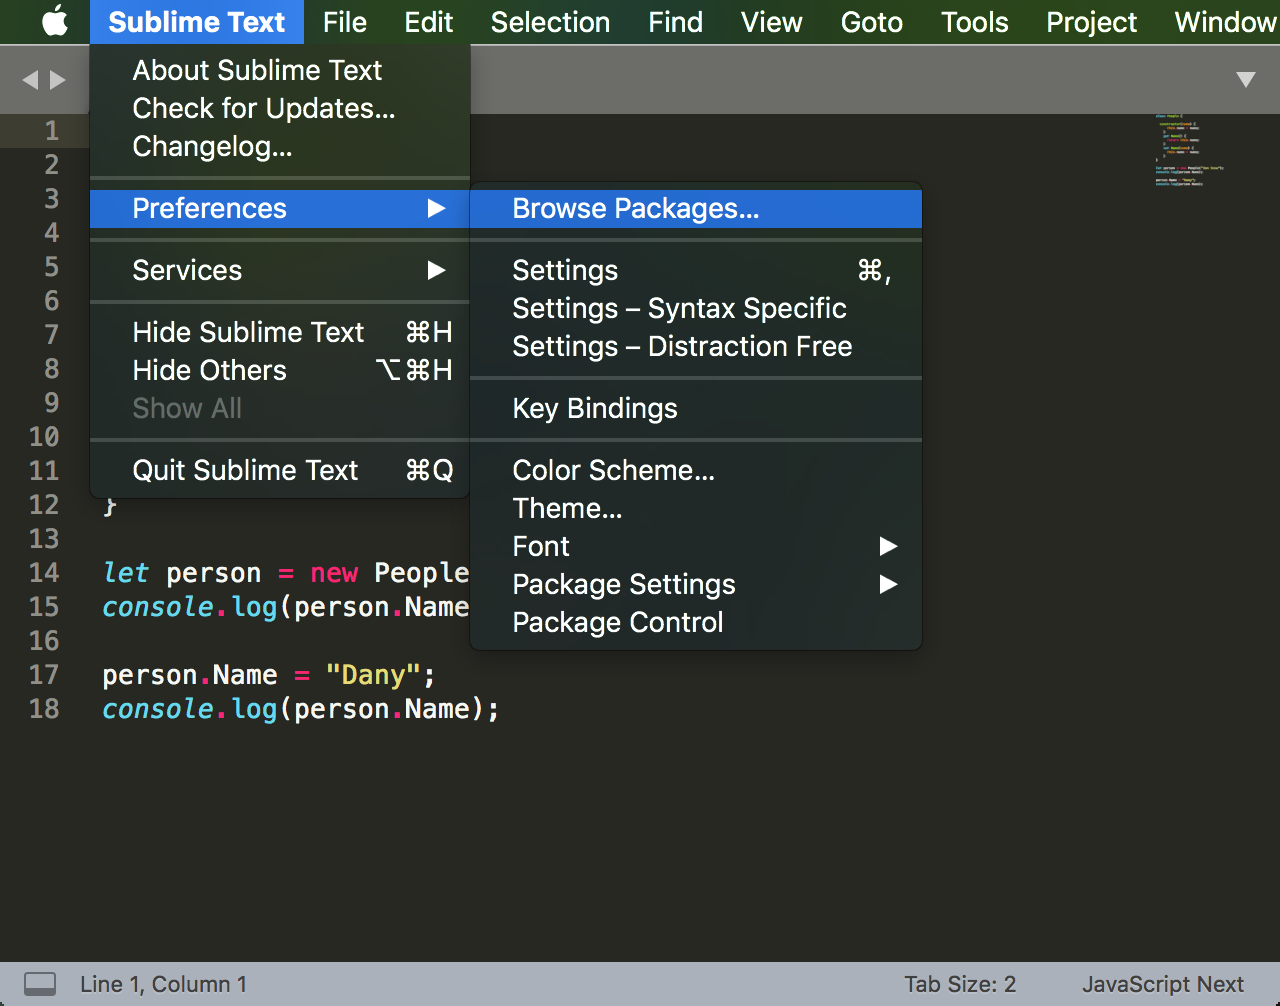 Sublime Text File Edit Selection Find View Goto Tools Project Window
About Sublime Text
Check for Updates...
Changelog...
Preferences
Services
Hide Sublime Text ⌘H
Hide Others ⌥⌘H
Show All
Quit Sublime Text ⌘Q
Browse Packages...
Settings ⌘,
Settings – Syntax Specific
Settings – Distraction Free
Key Bindings
Color Scheme...
Theme...
Font
Package Settings
Package Control
1
2
3
4
5
6
7
8
9
10
11
12 }
13
14 let person = new People
15 console.log(person.Name
16
17 person.Name = "Dany";
18 console.log(person.Name);
Line 1, Column 1 Tab Size: 2 JavaScript Next